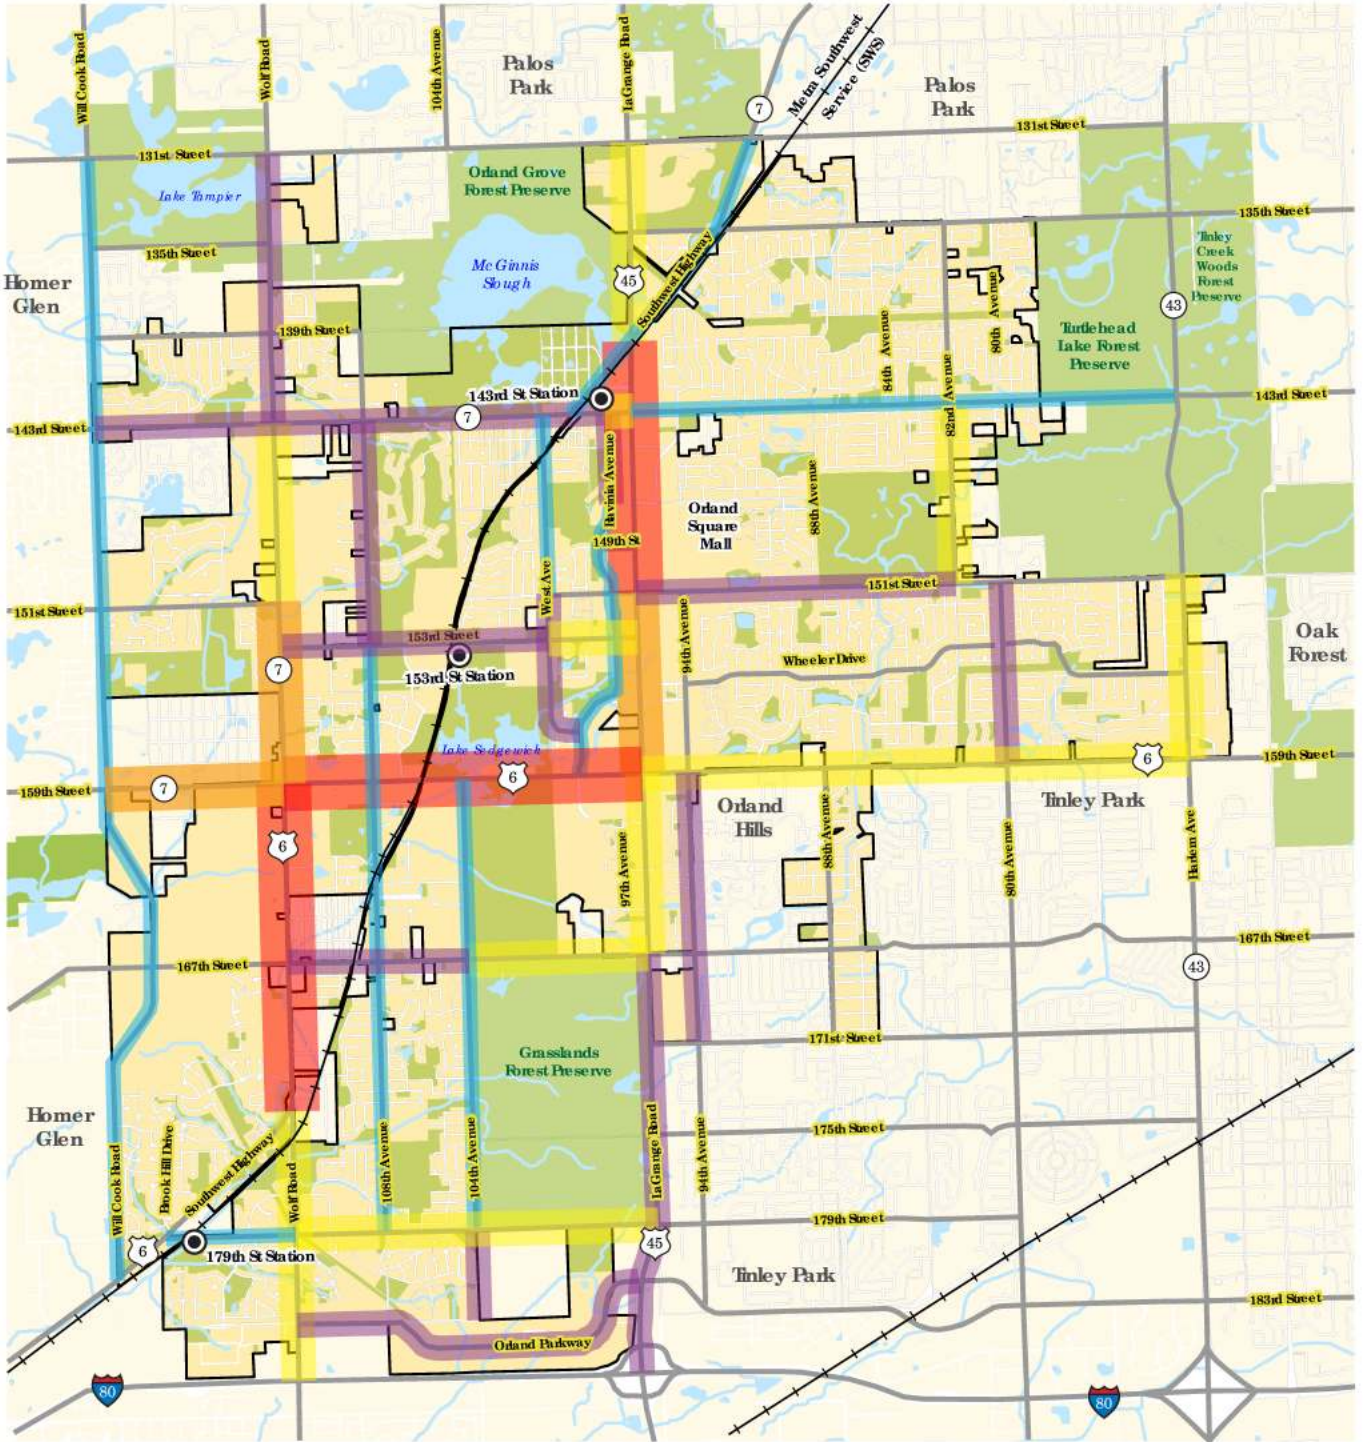 Will Cook Road
Wolf Road
104th Avenue
LaGrange Road
Palos
Park
Metra Southwest
Service (SWS)
Palos
Park
7
131st Street
131st Street
Orland Grove
Forest Preserve
Lake Tampier
135th Street
135th Street
Tinley
Creek
Woods
Forest
Preserve
Mc Ginnis
Slough
45
Southwest Highway
Homer
Glen
43
139th Street
84th Avenue
80th Avenue
Turtlehead
Lake Forest
Preserve
82nd Avenue
143rd St Station
7
143rd Street
143rd Street
Ravinia Avenue
88th Avenue
Orland
Square
Mall
149th St
West Ave
151st Street
151st Street
94th Avenue
153rd Street
153rd St Station
7
Wheeler Drive
Oak
Forest
Lake Sedgewick
6
6
159th Street
159th Street
7
6
Orland
Hills
Tinley Park
97th Avenue
88th Avenue
80th Avenue
Harlem Ave
167th Street
167th Street
43
171st Street
Grasslands
Forest Preserve
Homer
Glen
175th Street
Will Cook Road
Brook Hill Drive
Southwest Highway
Wolf Road
108th Avenue
104th Avenue
LaGrange Road
94th Avenue
179th Street
6
179th St Station
45
Tinley Park
183rd Street
Orland Parkway
80
80